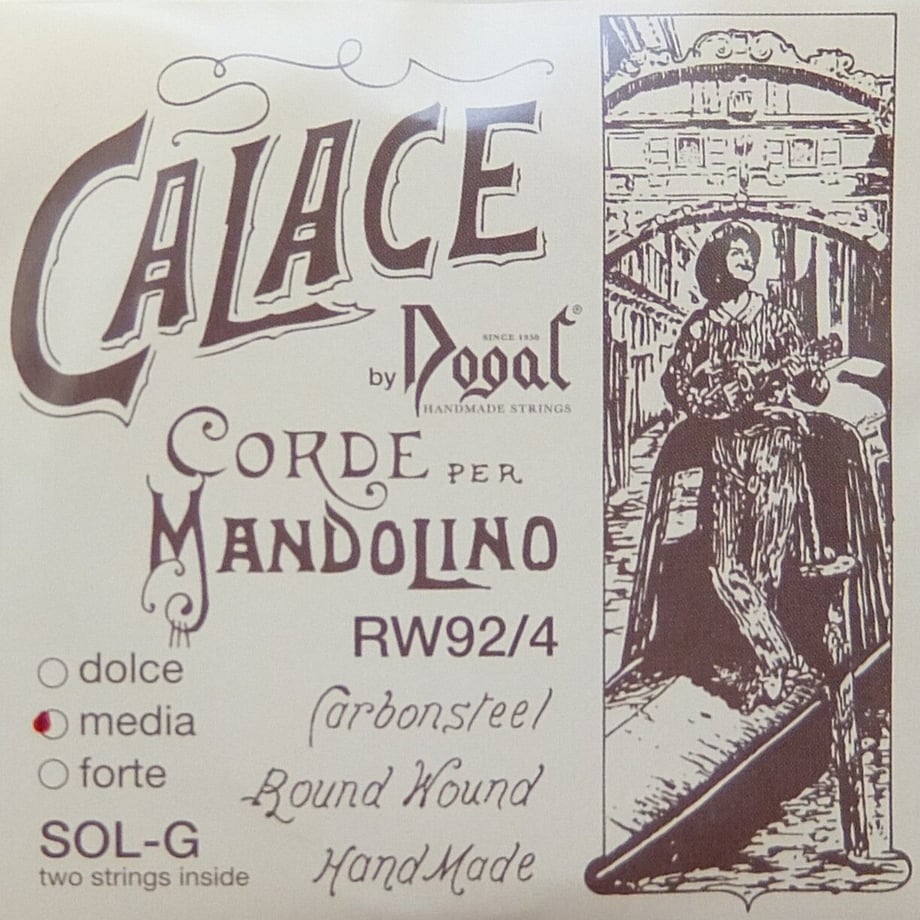 CALACE
by Dogal®
SINCE 1950
HANDMADE STRINGS
CORDE PER
MANDOLINO
RW92/4
dolce
media
forte
Carbonsteel
Round Wound
HandMade
SOL-G
two strings inside